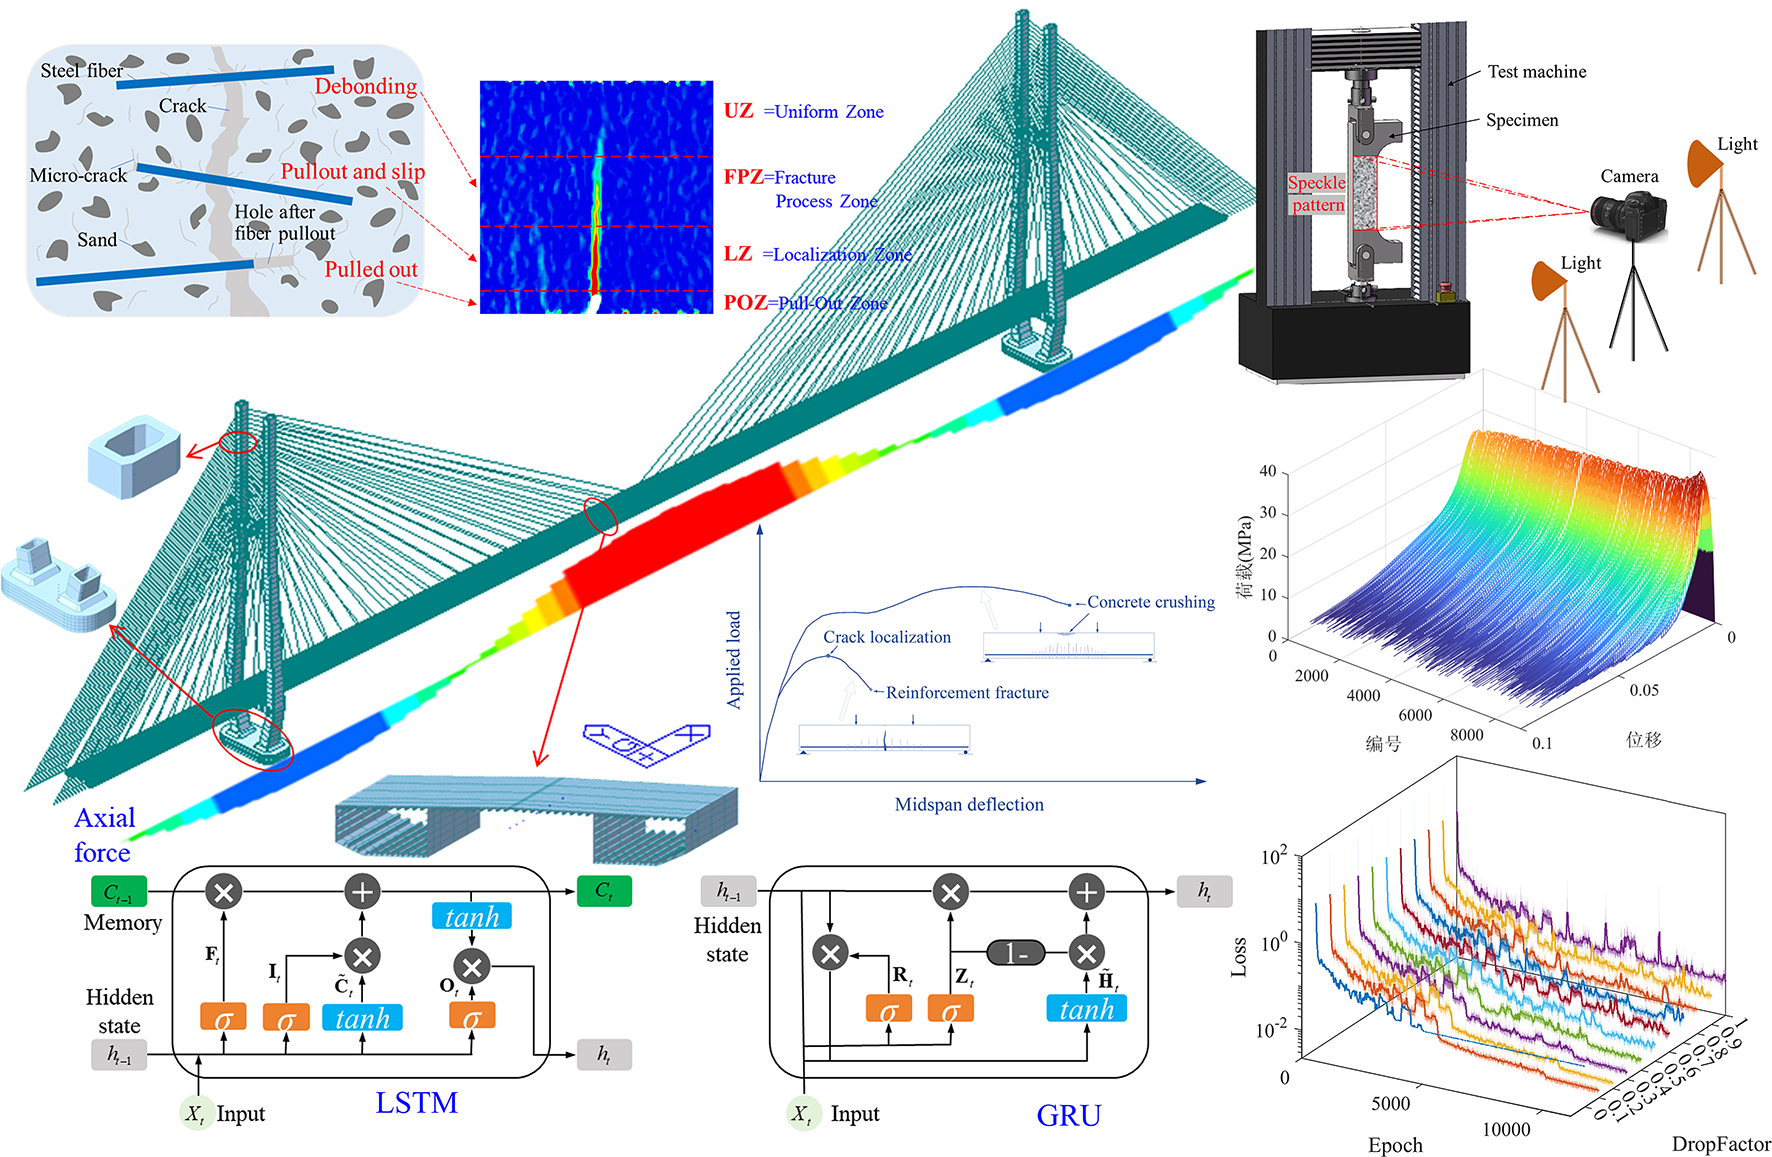 Steel fiber
Debonding
Crack
Micro-crack
Pullout and slip
Hole after
fiber pullout
Sand
Pulled out
UZ =Uniform Zone
FPZ=Fracture
Process Zone
LZ =Localization Zone
POZ=Pull-Out Zone
Test machine
Specimen
Speckle
pattern
Camera
Light
Light
Axial
force
Applied load
Crack localization
Concrete crushing
Reinforcement fracture
Midspan deflection
荷载(MPa)
40
30
20
10
0
0
2000
4000
6000
8000
编号
0
0.05
0.1
位移
C_{t-1}
Memory
F_t
I_t
C̃_t
O_t
σ
σ
tanh
σ
tanh
C_t
Hidden
state
h_{t-1}
h_t
X_t Input
LSTM
h_{t-1}
Hidden
state
R_t
Z_t
1-
H̃_t
σ
σ
tanh
h_t
X_t Input
GRU
Loss
10^2
10^0
10^-2
0
5000
10000
Epoch
0
0.1
0.2
0.3
0.4
0.5
0.6
0.7
0.8
0.9
1
DropFactor